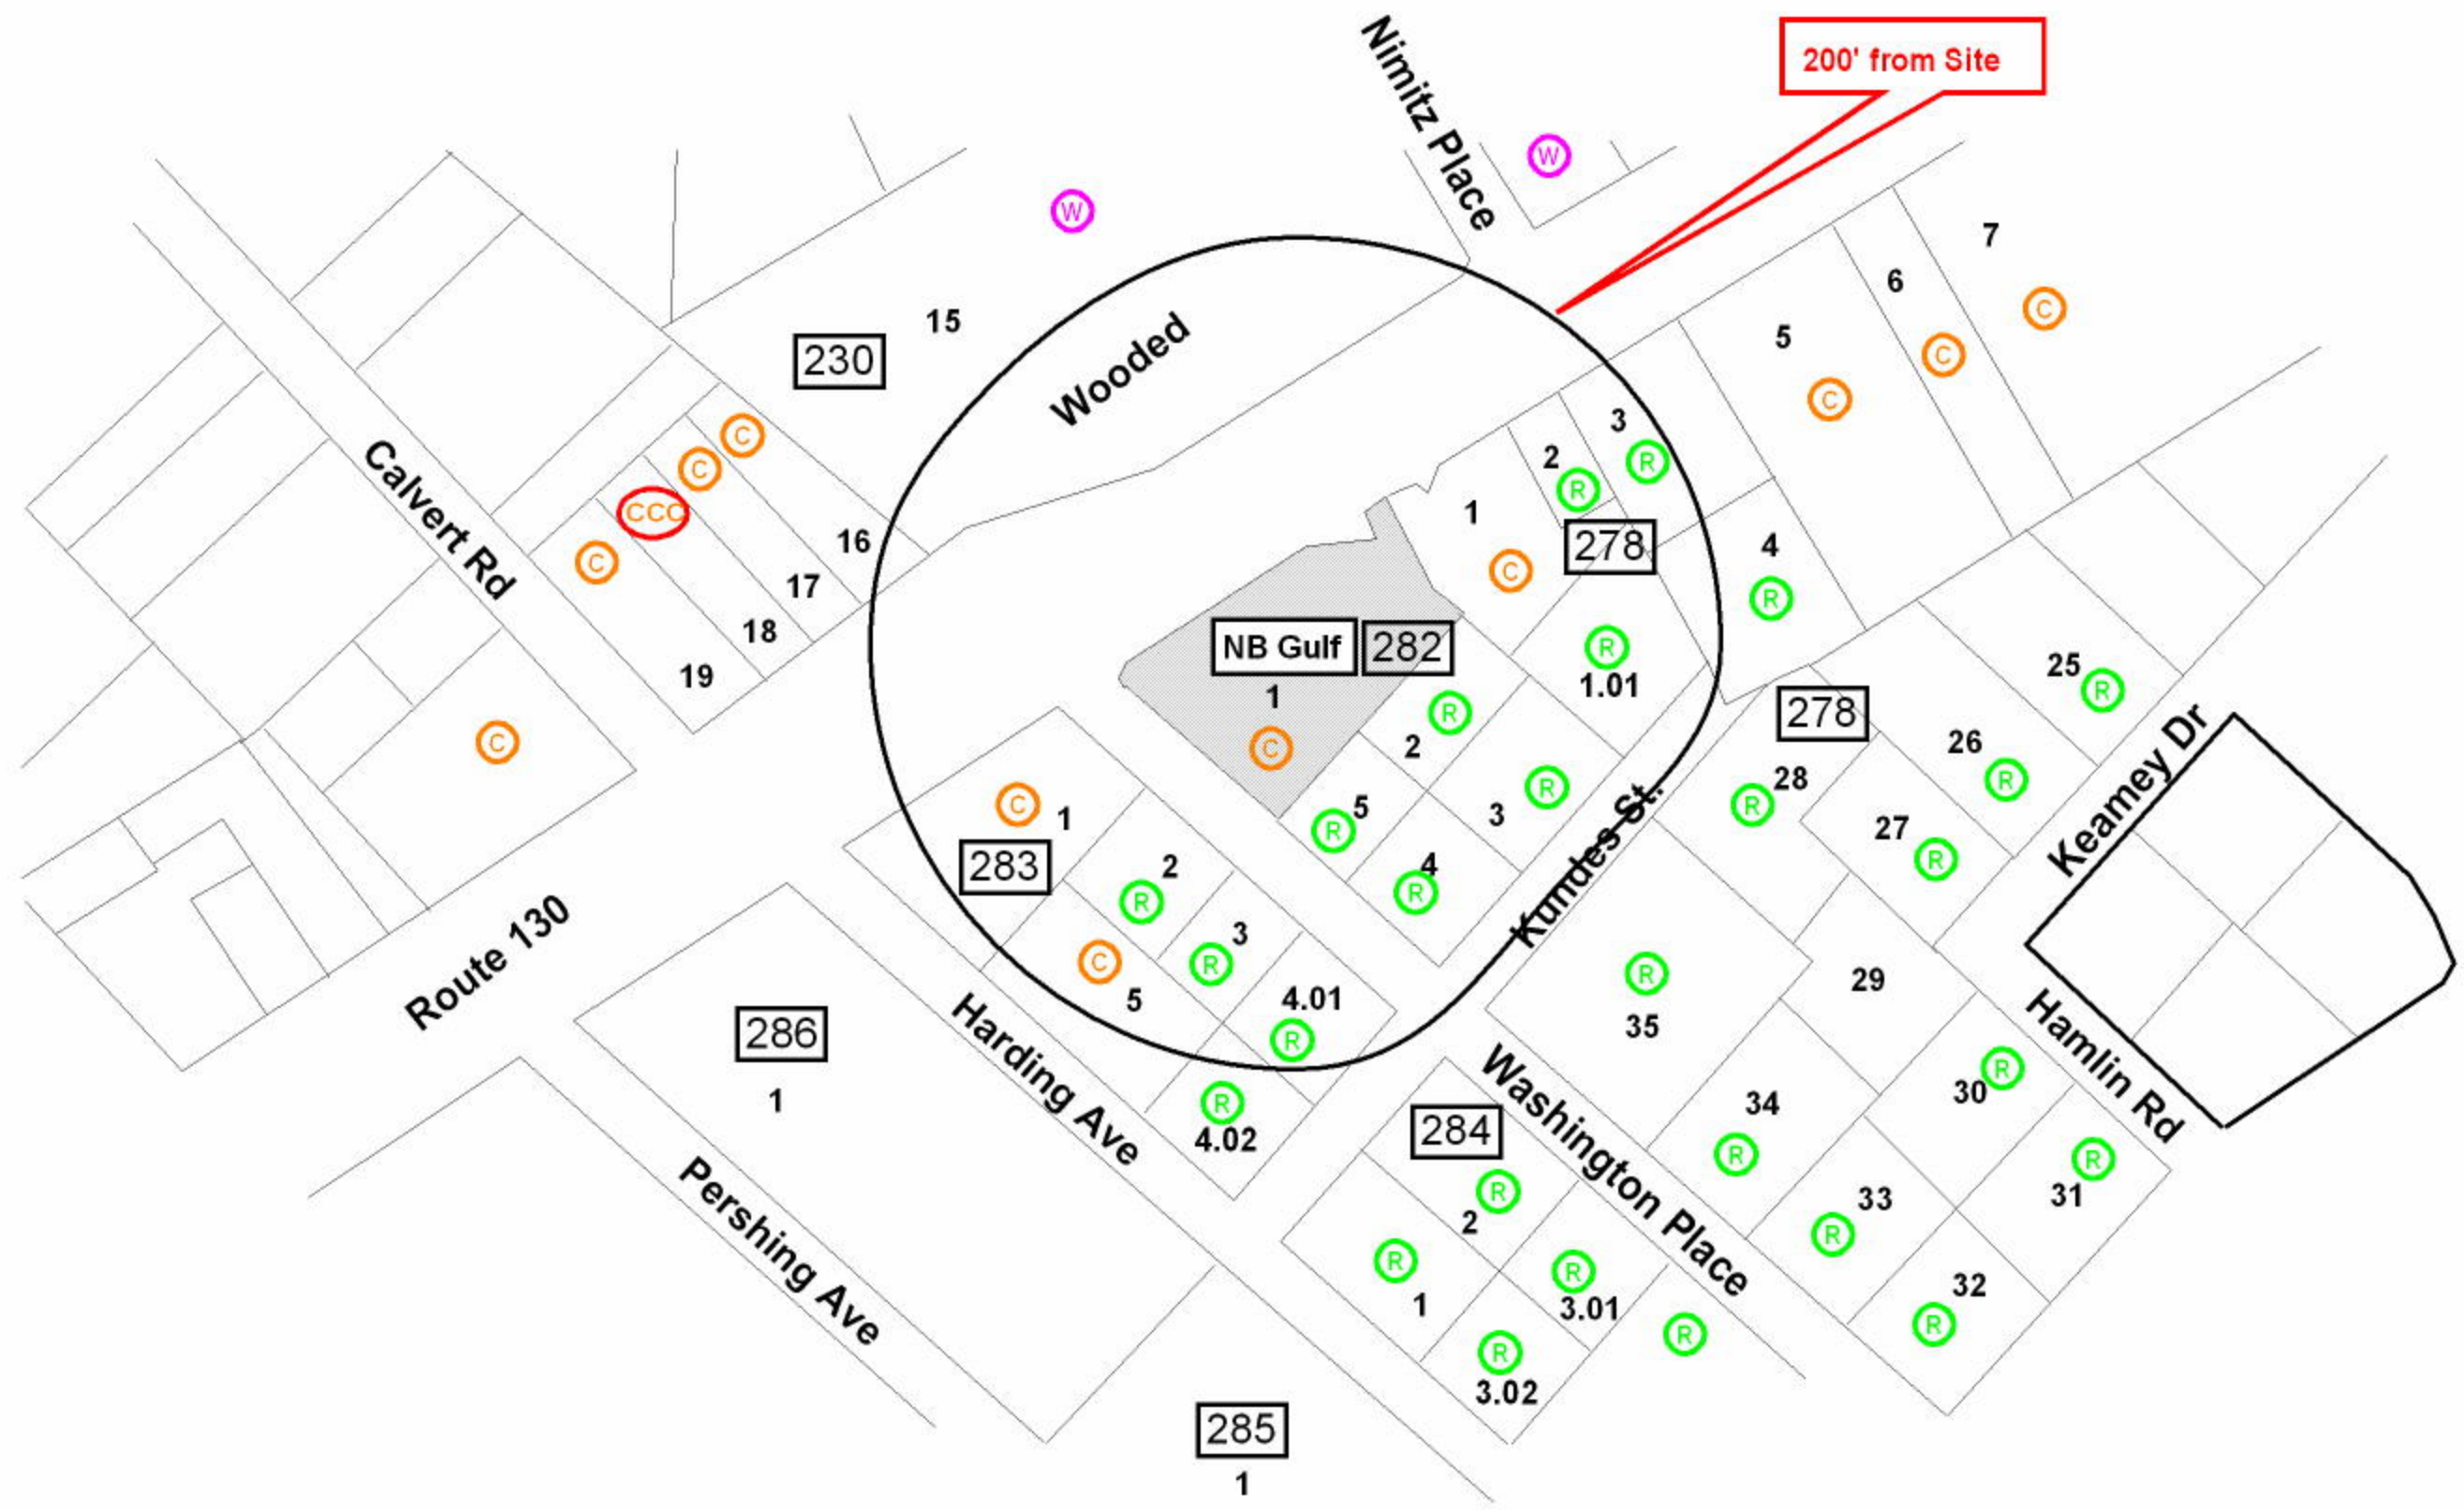 Nimitz Place
200' from Site
W
W
7
6
C
15
5
C
230
Wooded
C
3
C
2
R
C
R
Calvert Rd
CCC
1
16
278
4
C
C
17
R
18
NB Gulf
282
R
25
19
1
1.01
R
C
R
2
278
26
Keamey Dr
C
R
28
R
C
1
5
R
3
R
27
283
2
4
R
R
R
R
Kundes St.
Route 130
3
C
R
R
29
5
4.01
35
286
R
Harding Ave
Washington Place
Hamlin Rd
1
R
284
34
30
R
4.02
R
R
Pershing Ave
2
R
33
31
R
R
R
3.01
32
1
R
R
R
3.02
285
1